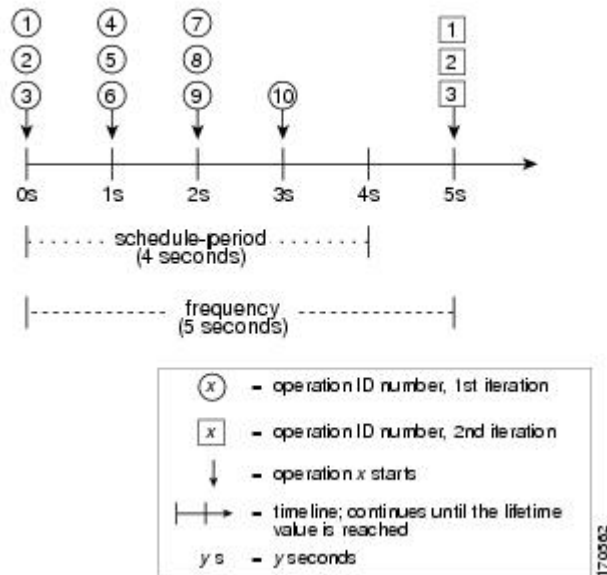 1 4 7 1
2 5 8 2
3 6 9 10 3
0s 1s 2s 3s 4s 5s
schedule-period
(4 seconds)
frequency
(5 seconds)
x = operation ID number, 1st iteration
x = operation ID number, 2nd iteration
= operation x starts
= timeline; continues until the lifetime
value is reached
y s = y seconds
170562